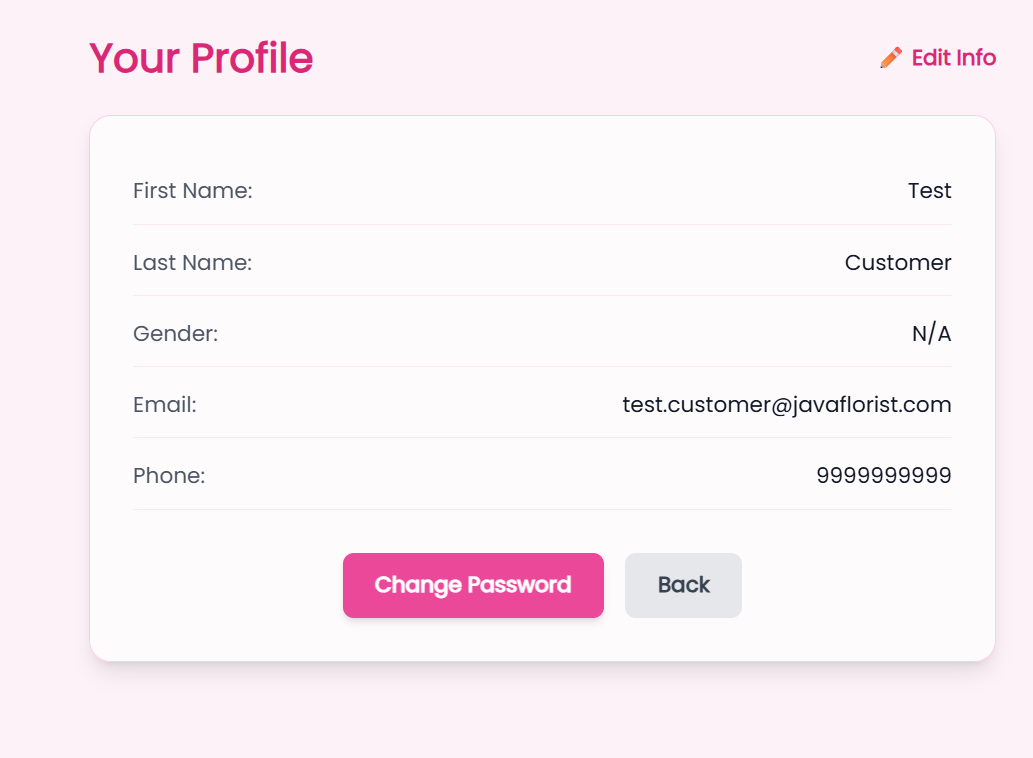 Your Profile
Edit Info
First Name: Test
Last Name: Customer
Gender: N/A
Email: test.customer@javaflorist.com
Phone: 9999999999
Change Password Back